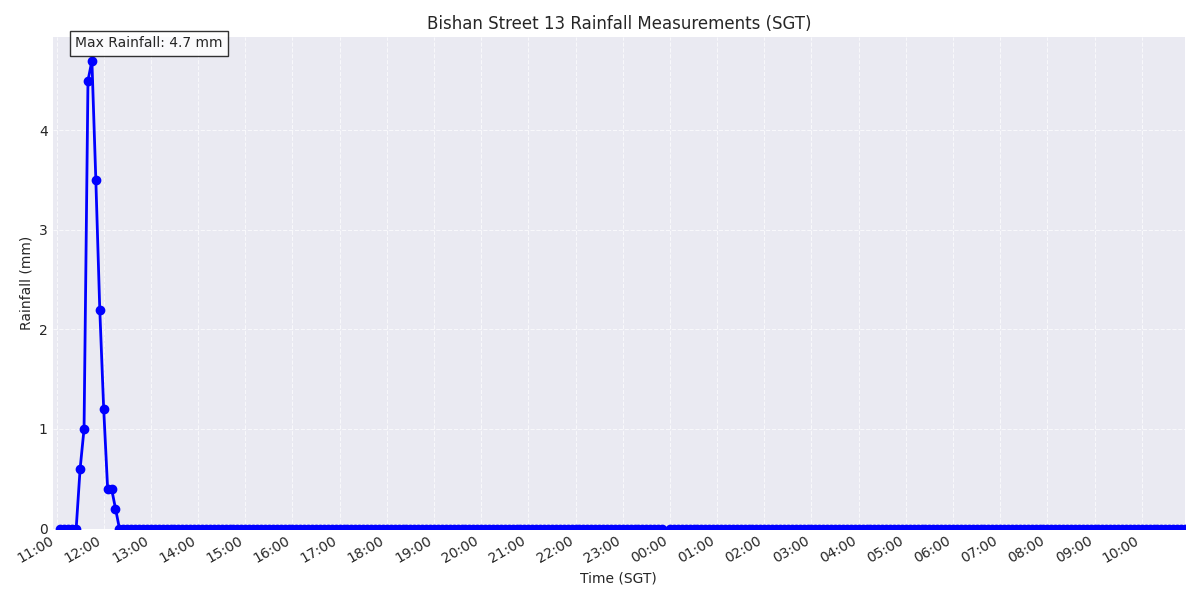 Bishan Street 13 Rainfall Measurements (SGT)
Max Rainfall: 4.7 mm
4
3
2
1
0
Rainfall (mm)
11:00 12:00 13:00 14:00 15:00 16:00 17:00 18:00 19:00 20:00 21:00 22:00 23:00 00:00 01:00 02:00 03:00 04:00 05:00 06:00 07:00 08:00 09:00 10:00
Time (SGT)